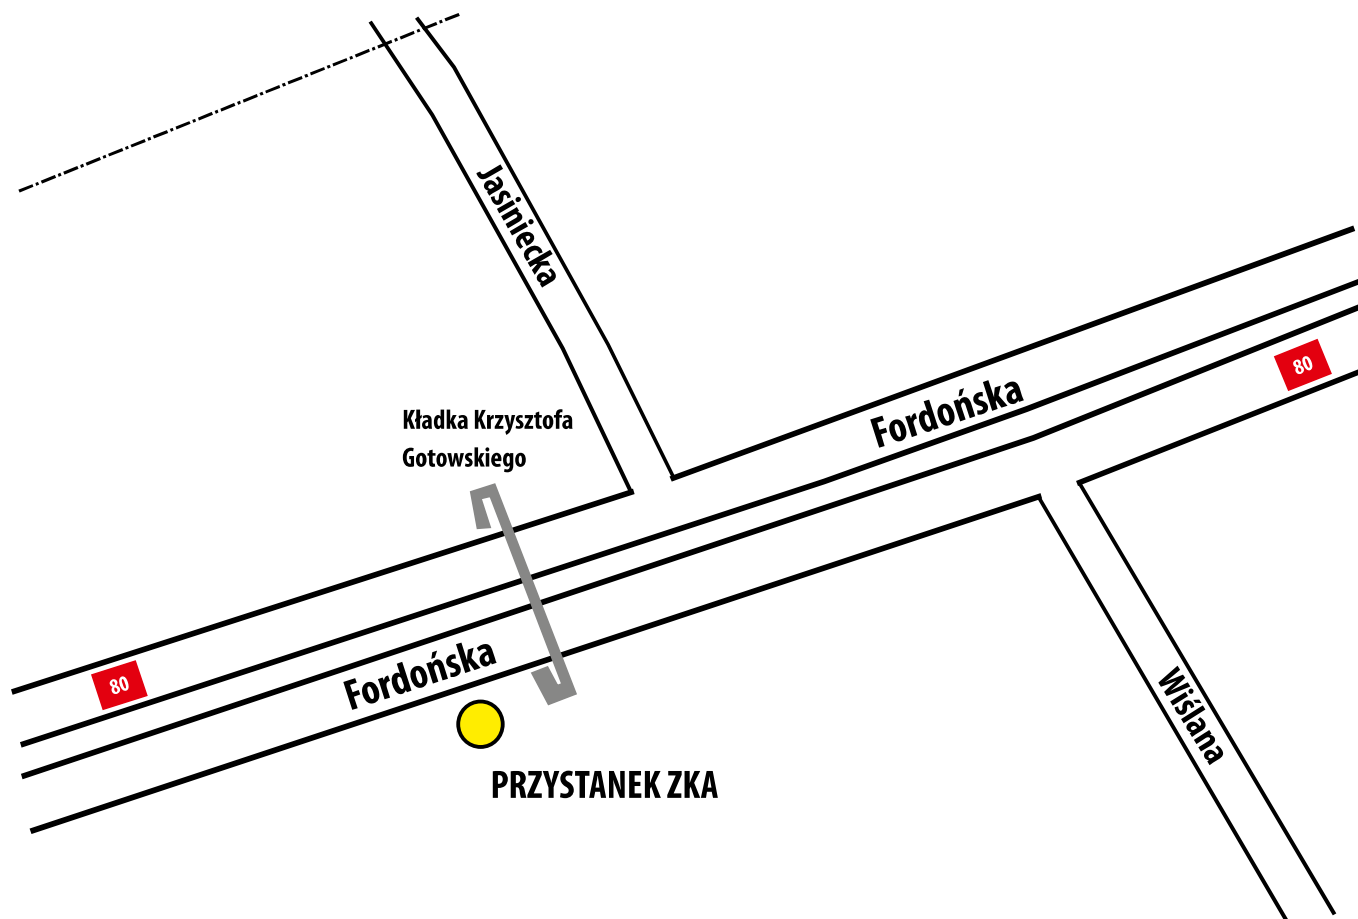 Jasiniecka
80
Fordońska
Kładka Krzysztofa
Gotowskiego
Fordońska
80
Wiślana
PRZYSTANEK ZKA